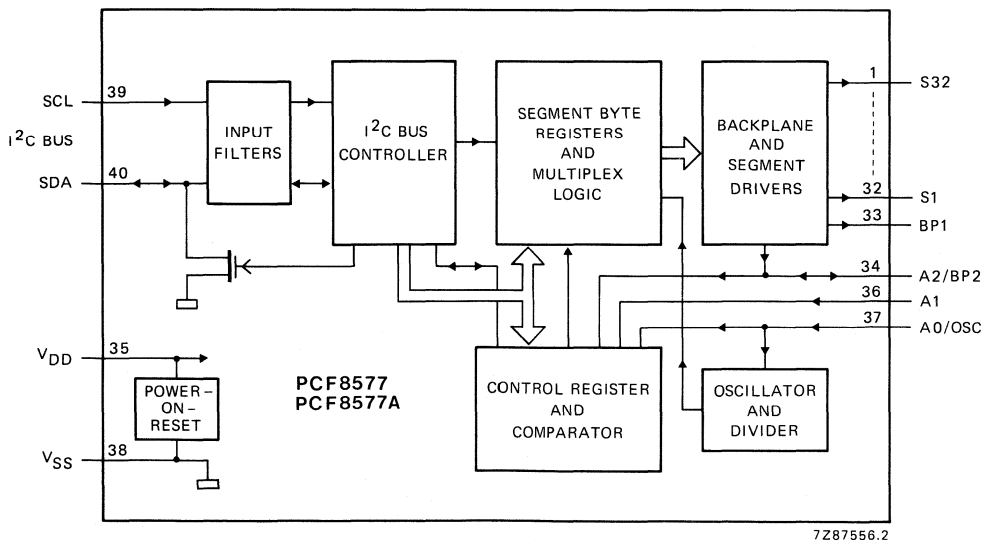 SCL
39
I²C BUS
SDA
40
INPUT
FILTERS
I²C BUS
CONTROLLER
SEGMENT BYTE
REGISTERS
AND
MULTIPLEX
LOGIC
BACKPLANE
AND
SEGMENT
DRIVERS
1
S32
32
S1
33
BP1
34
A2/BP2
36
A1
37
A0/OSC
VDD
35
POWER-
ON-
RESET
VSS
38
PCF8577
PCF8577A
CONTROL REGISTER
AND
COMPARATOR
OSCILLATOR
AND
DIVIDER
7Z87556.2